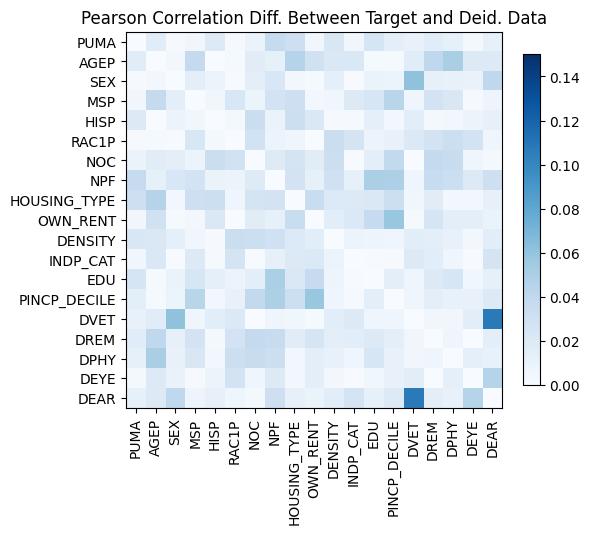 Pearson Correlation Diff. Between Target and Deid. Data
PUMA
AGEP
SEX
MSP
HISP
RAC1P
NOC
NPF
HOUSING_TYPE
OWN_RENT
DENSITY
INDP_CAT
EDU
PINCP_DECILE
DVET
DREM
DPHY
DEYE
DEAR
PUMA
AGEP
SEX
MSP
HISP
RAC1P
NOC
NPF
HOUSING_TYPE
OWN_RENT
DENSITY
INDP_CAT
EDU
PINCP_DECILE
DVET
DREM
DPHY
DEYE
DEAR
0.14
0.12
0.10
0.08
0.06
0.04
0.02
0.00